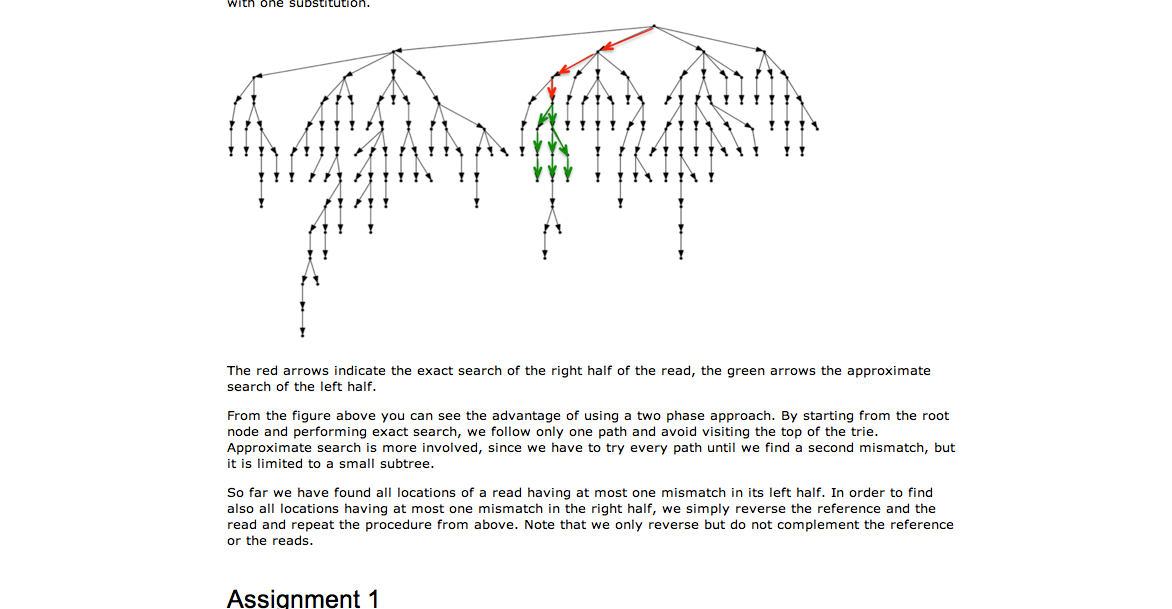 with one substitution.
The red arrows indicate the exact search of the right half of the read, the green arrows the approximate
search of the left half.
From the figure above you can see the advantage of using a two phase approach. By starting from the root
node and performing exact search, we follow only one path and avoid visiting the top of the trie.
Approximate search is more involved, since we have to try every path until we find a second mismatch, but
it is limited to a small subtree.
So far we have found all locations of a read having at most one mismatch in its left half. In order to find
also all locations having at most one mismatch in the right half, we simply reverse the reference and the
read and repeat the procedure from above. Note that we only reverse but do not complement the reference
or the reads.
Assignment 1